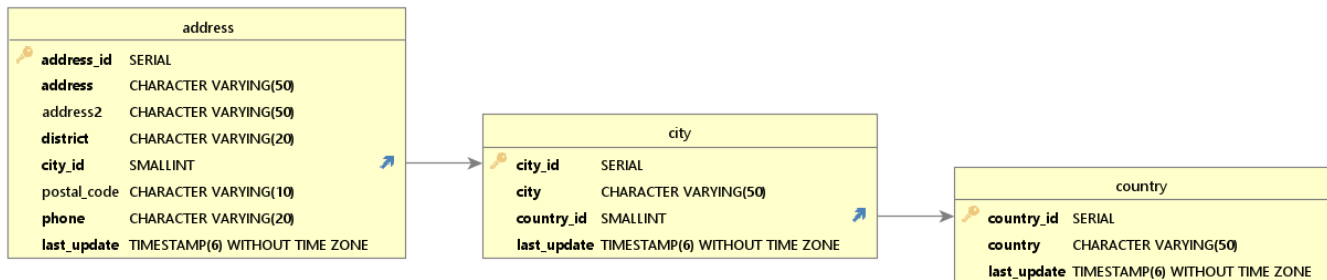 address
address_id SERIAL
address CHARACTER VARYING(50)
address2 CHARACTER VARYING(50)
district CHARACTER VARYING(20)
city_id SMALLINT
postal_code CHARACTER VARYING(10)
phone CHARACTER VARYING(20)
last_update TIMESTAMP(6) WITHOUT TIME ZONE
city
city_id SERIAL
city CHARACTER VARYING(50)
country_id SMALLINT
last_update TIMESTAMP(6) WITHOUT TIME ZONE
country
country_id SERIAL
country CHARACTER VARYING(50)
last_update TIMESTAMP(6) WITHOUT TIME ZONE